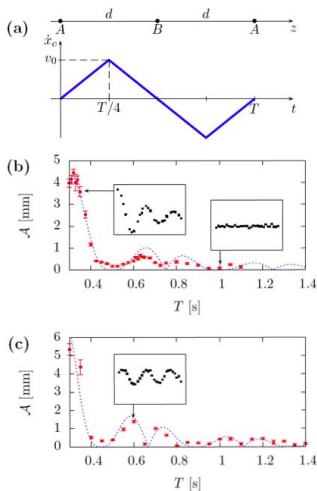 d d
(a) A B A z
ẋ_c
v_0
T/4 T t
(b)
5
4
3
2
1
0
𝒜 [mm]
0.4 0.6 0.8 1 1.2 1.4
T [s]
(c)
6
5
4
3
2
1
0
𝒜 [mm]
0.4 0.6 0.8 1 1.2 1.4
T [s]